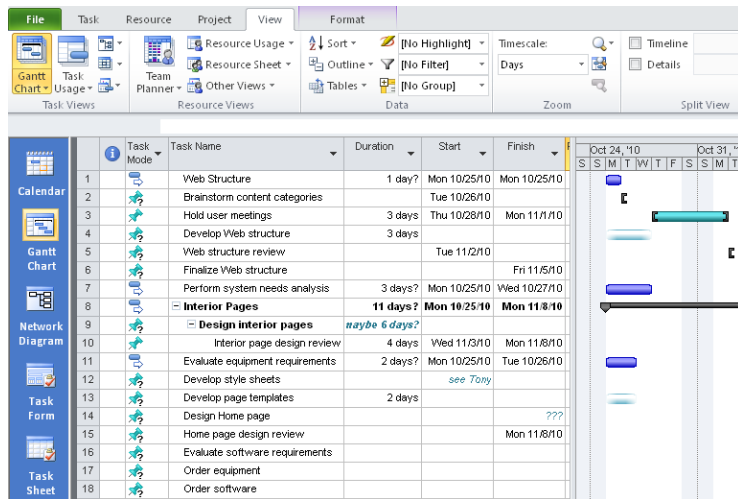 File Task Resource Project View Format
Gantt Chart
Task Usage
Task Views
Team Planner
Resource Usage
Resource Sheet
Other Views
Resource Views
Sort
Outline
Tables
[No Highlight]
[No Filter]
[No Group]
Data
Timescale:
Days
Zoom
Timeline
Details
Split View
Calendar
Gantt Chart
Network Diagram
Task Form
Task Sheet
Task Mode Task Name Duration Start Finish
Oct 24, '10 Oct 31, '
S S M T W T F S S M T
1 Web Structure 1 day? Mon 10/25/10 Mon 10/25/10
2 Brainstorm content categories Tue 10/26/10
3 Hold user meetings 3 days Thu 10/28/10 Mon 11/1/10
4 Develop Web structure 3 days
5 Web structure review Tue 11/2/10
6 Finalize Web structure Fri 11/5/10
7 Perform system needs analysis 3 days? Mon 10/25/10 Wed 10/27/10
8 Interior Pages 11 days? Mon 10/25/10 Mon 11/8/10
9 Design interior pages naybe 6 days?
10 Interior page design review 4 days Wed 11/3/10 Mon 11/8/10
11 Evaluate equipment requirements 2 days? Mon 10/25/10 Tue 10/26/10
12 Develop style sheets see Tony
13 Develop page templates 2 days
14 Design Home page ???
15 Home page design review Mon 11/8/10
16 Evaluate software requirements
17 Order equipment
18 Order software